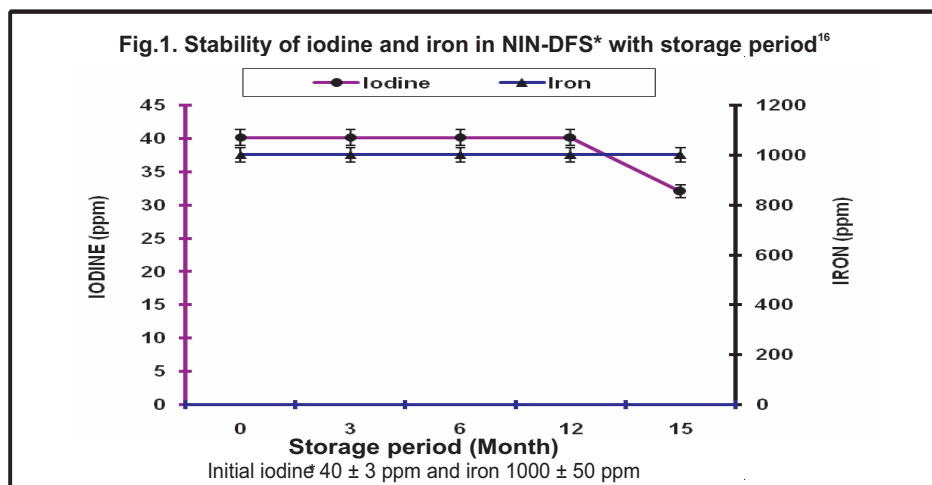 Fig.1. Stability of iodine and iron in NIN-DFS* with storage period16
Iodine Iron
45 1200
40
35 1000
30 800
25
20 600
15 400
10
5 200
0 0
IODINE (ppm)
IRON (ppm)
0 3 6 12 15
Storage period (Month)
Initial iodine* 40 ± 3 ppm and iron 1000 ± 50 ppm